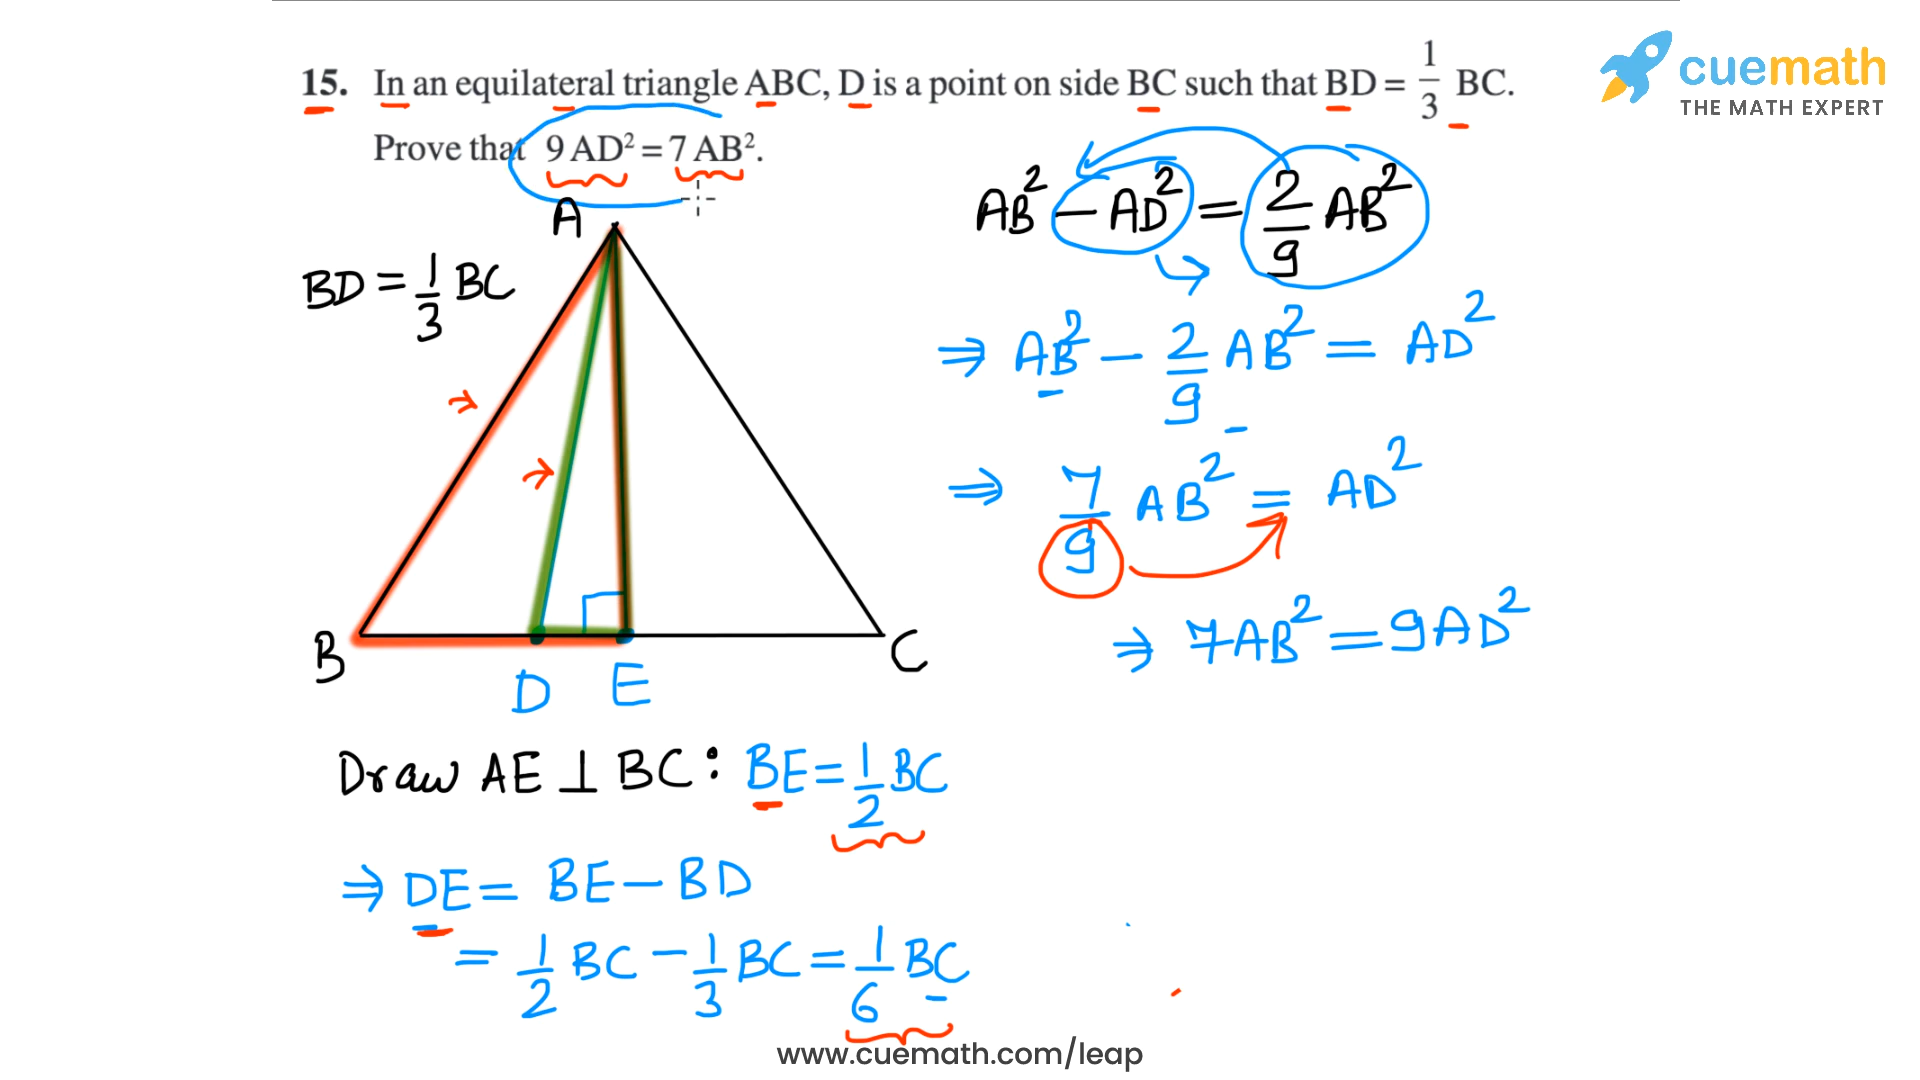 15. In an equilateral triangle ABC, D is a point on side BC such that BD = 1/3 BC.
Prove that 9 AD² = 7 AB².
cuemath
THE MATH EXPERT
BD = 1/3 BC
A
B
D
E
C
AB² − AD² = 2/9 AB²
⇒ AB² − 2/9 AB² = AD²
⇒ 7/9 AB² = AD²
⇒ 7AB² = 9AD²
Draw AE ⊥ BC : BE = 1/2 BC
⇒ DE = BE − BD
= 1/2 BC − 1/3 BC = 1/6 BC
www.cuemath.com/leap